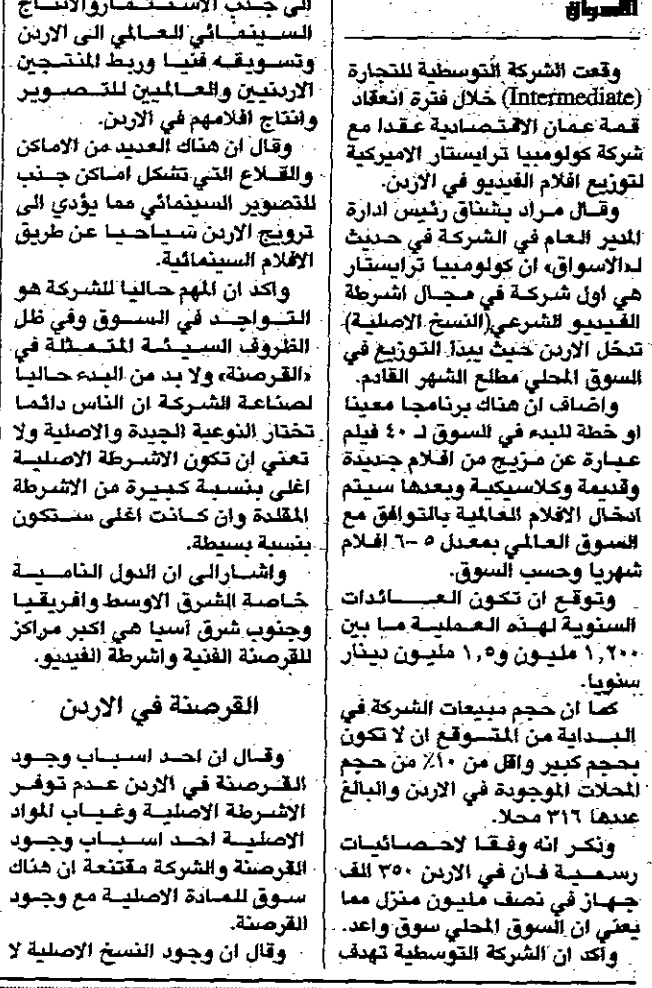 الأسواق
وقعت الشركة التوسطية للتجارة
(Intermediate) خلال فترة انعقاد
قمة عمان الاقتصادية عقدا مع
شركة كولومبيا ترايستار الاميركية
لتوزيع افلام الفيديو في الاردن.
وقال مراد بشناق رئيس ادارة
المدير العام في الشركة في حديث
لـ«الاسواق» ان كولومبيا ترايستار
هي اول شركة في مجال اشرطة
الفيديو الشرعي(النسخ الاصلية)
تدخل الاردن حيث يبدأ التوزيع في
السوق المحلي مطلع الشهر القادم.
واضاف ان هناك برنامجا معينا
او خطة للبدء في السوق لـ ٤٠ فيلم
عبارة عن مزيج من افلام جديدة
وقديمة وكلاسيكية وبعدها سيتم
ادخال الافلام العالمية بالتوافق مع
السوق العالمي بمعدل ٥ -٦ افلام
شهريا وحسب السوق.
وتوقع ان تكون العائدات
السنوية لهذه العملية ما بين
١,٢٠٠ مليون و١,٥ مليون دينار
سنويا.
كما ان حجم مبيعات الشركة في
البداية من المتوقع ان لا تكون
بحجم كبير واقل من ١٠٪ من حجم
المحلات الموجودة في الاردن والبالغ
عددها ٣١٦ محلا.
وذكر انه وفقا لاحصائيات
رسمية فان في الاردن ٣٥٠ الف
جهاز في نصف مليون منزل مما
يعني ان السوق المحلي سوق واعد.
وأكد ان الشركة التوسطية تهدف
الى جذب الاستثمار والانتاج
السينمائي العالمي الى الاردن
وتسويقه فنيا وربط المنتجين
الاردنيين والعالميين للتصوير
وانتاج افلامهم في الاردن.
وقال ان هناك العديد من الاماكن
والقلاع التي تشكل اماكن جذب
للتصوير السينمائي مما يؤدي الى
ترويج الاردن سياحيا عن طريق
الافلام السينمائية.
واكد ان المهم حاليا للشركة هو
التواجد في السوق وفي ظل
الظروف السيئة المتمثلة في
«القرصنة» ولا بد من البدء حاليا
لصناعة الشركة ان الناس دائما
تختار النوعية الجيدة والاصلية ولا
تعني ان تكون الاشرطة الاصلية
اغلى بنسبة كبيرة من الاشرطة
المقلدة وان كانت اغلى ستكون
بنسبة بسيطة.
واشارالى ان الدول النامية
خاصة الشرق الاوسط وافريقيا
وجنوب شرق آسيا هي اكبر مراكز
للقرصنة الفنية واشرطة الفيديو.
القرصنة في الاردن
وقال ان احد اسباب وجود
القرصنة في الاردن عدم توفر
الاشرطة الاصلية وغياب المواد
الاصلية احد اسباب وجود
القرصنة والشركة مقتنعة ان هناك
سوق للمادة الاصلية مع وجود
القرصنة.
وقال ان وجود النسخ الاصلية لا